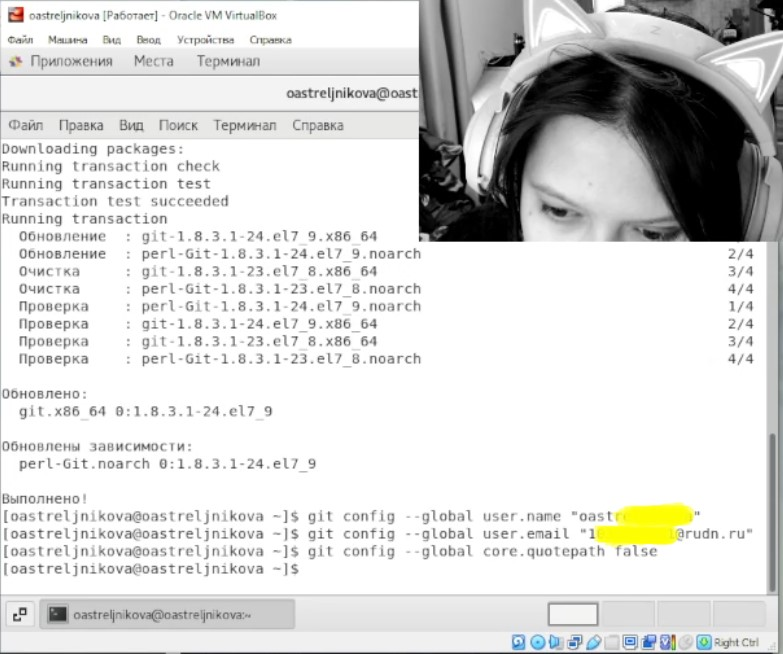 oastreljnikova [Работает] - Oracle VM VirtualBox
Файл Машина Вид Ввод Устройства Справка
Приложения Места Терминал
oastreljnikova@oast
Файл Правка Вид Поиск Терминал Справка
Downloading packages:
Running transaction check
Running transaction test
Transaction test succeeded
Running transaction
Обновление : git-1.8.3.1-24.el7_9.x86_64
Обновление : perl-Git-1.8.3.1-24.el7_9.noarch 2/4
Очистка : git-1.8.3.1-23.el7_8.x86_64 3/4
Очистка : perl-Git-1.8.3.1-23.el7_8.noarch 4/4
Проверка : perl-Git-1.8.3.1-24.el7_9.noarch 1/4
Проверка : git-1.8.3.1-24.el7_9.x86_64 2/4
Проверка : git-1.8.3.1-23.el7_8.x86_64 3/4
Проверка : perl-Git-1.8.3.1-23.el7_8.noarch 4/4
Обновлено:
git.x86_64 0:1.8.3.1-24.el7_9
Обновлены зависимости:
perl-Git.noarch 0:1.8.3.1-24.el7_9
Выполнено!
[oastreljnikova@oastreljnikova ~]$ git config --global user.name "oastr
[oastreljnikova@oastreljnikova ~]$ git config --global user.email "1 1@rudn.ru"
[oastreljnikova@oastreljnikova ~]$ git config --global core.quotepath false
[oastreljnikova@oastreljnikova ~]$
oastreljnikova@oastreljnikova:~
Right Ctrl